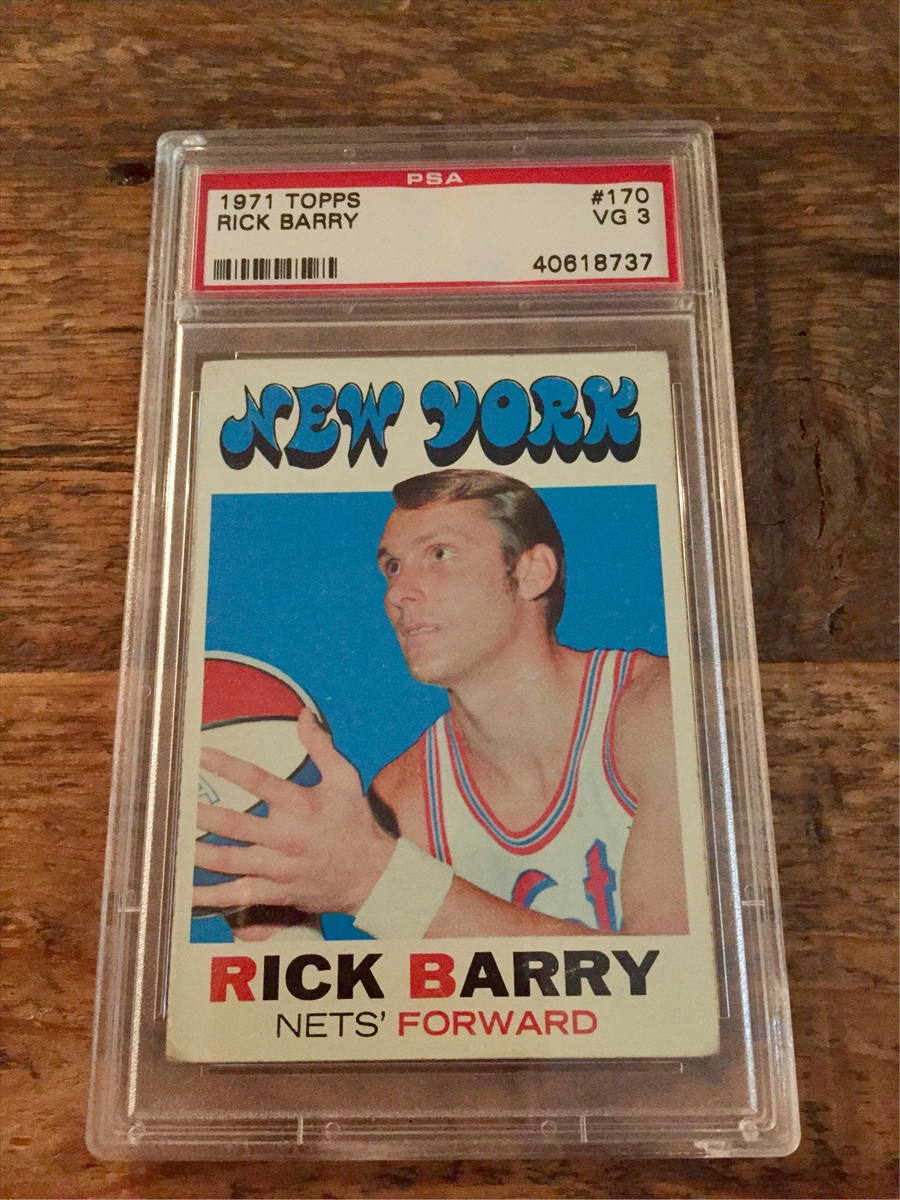 PSA
1971 TOPPS #170
RICK BARRY VG 3
40618737
NEW YORK
RICK BARRY
NETS' FORWARD